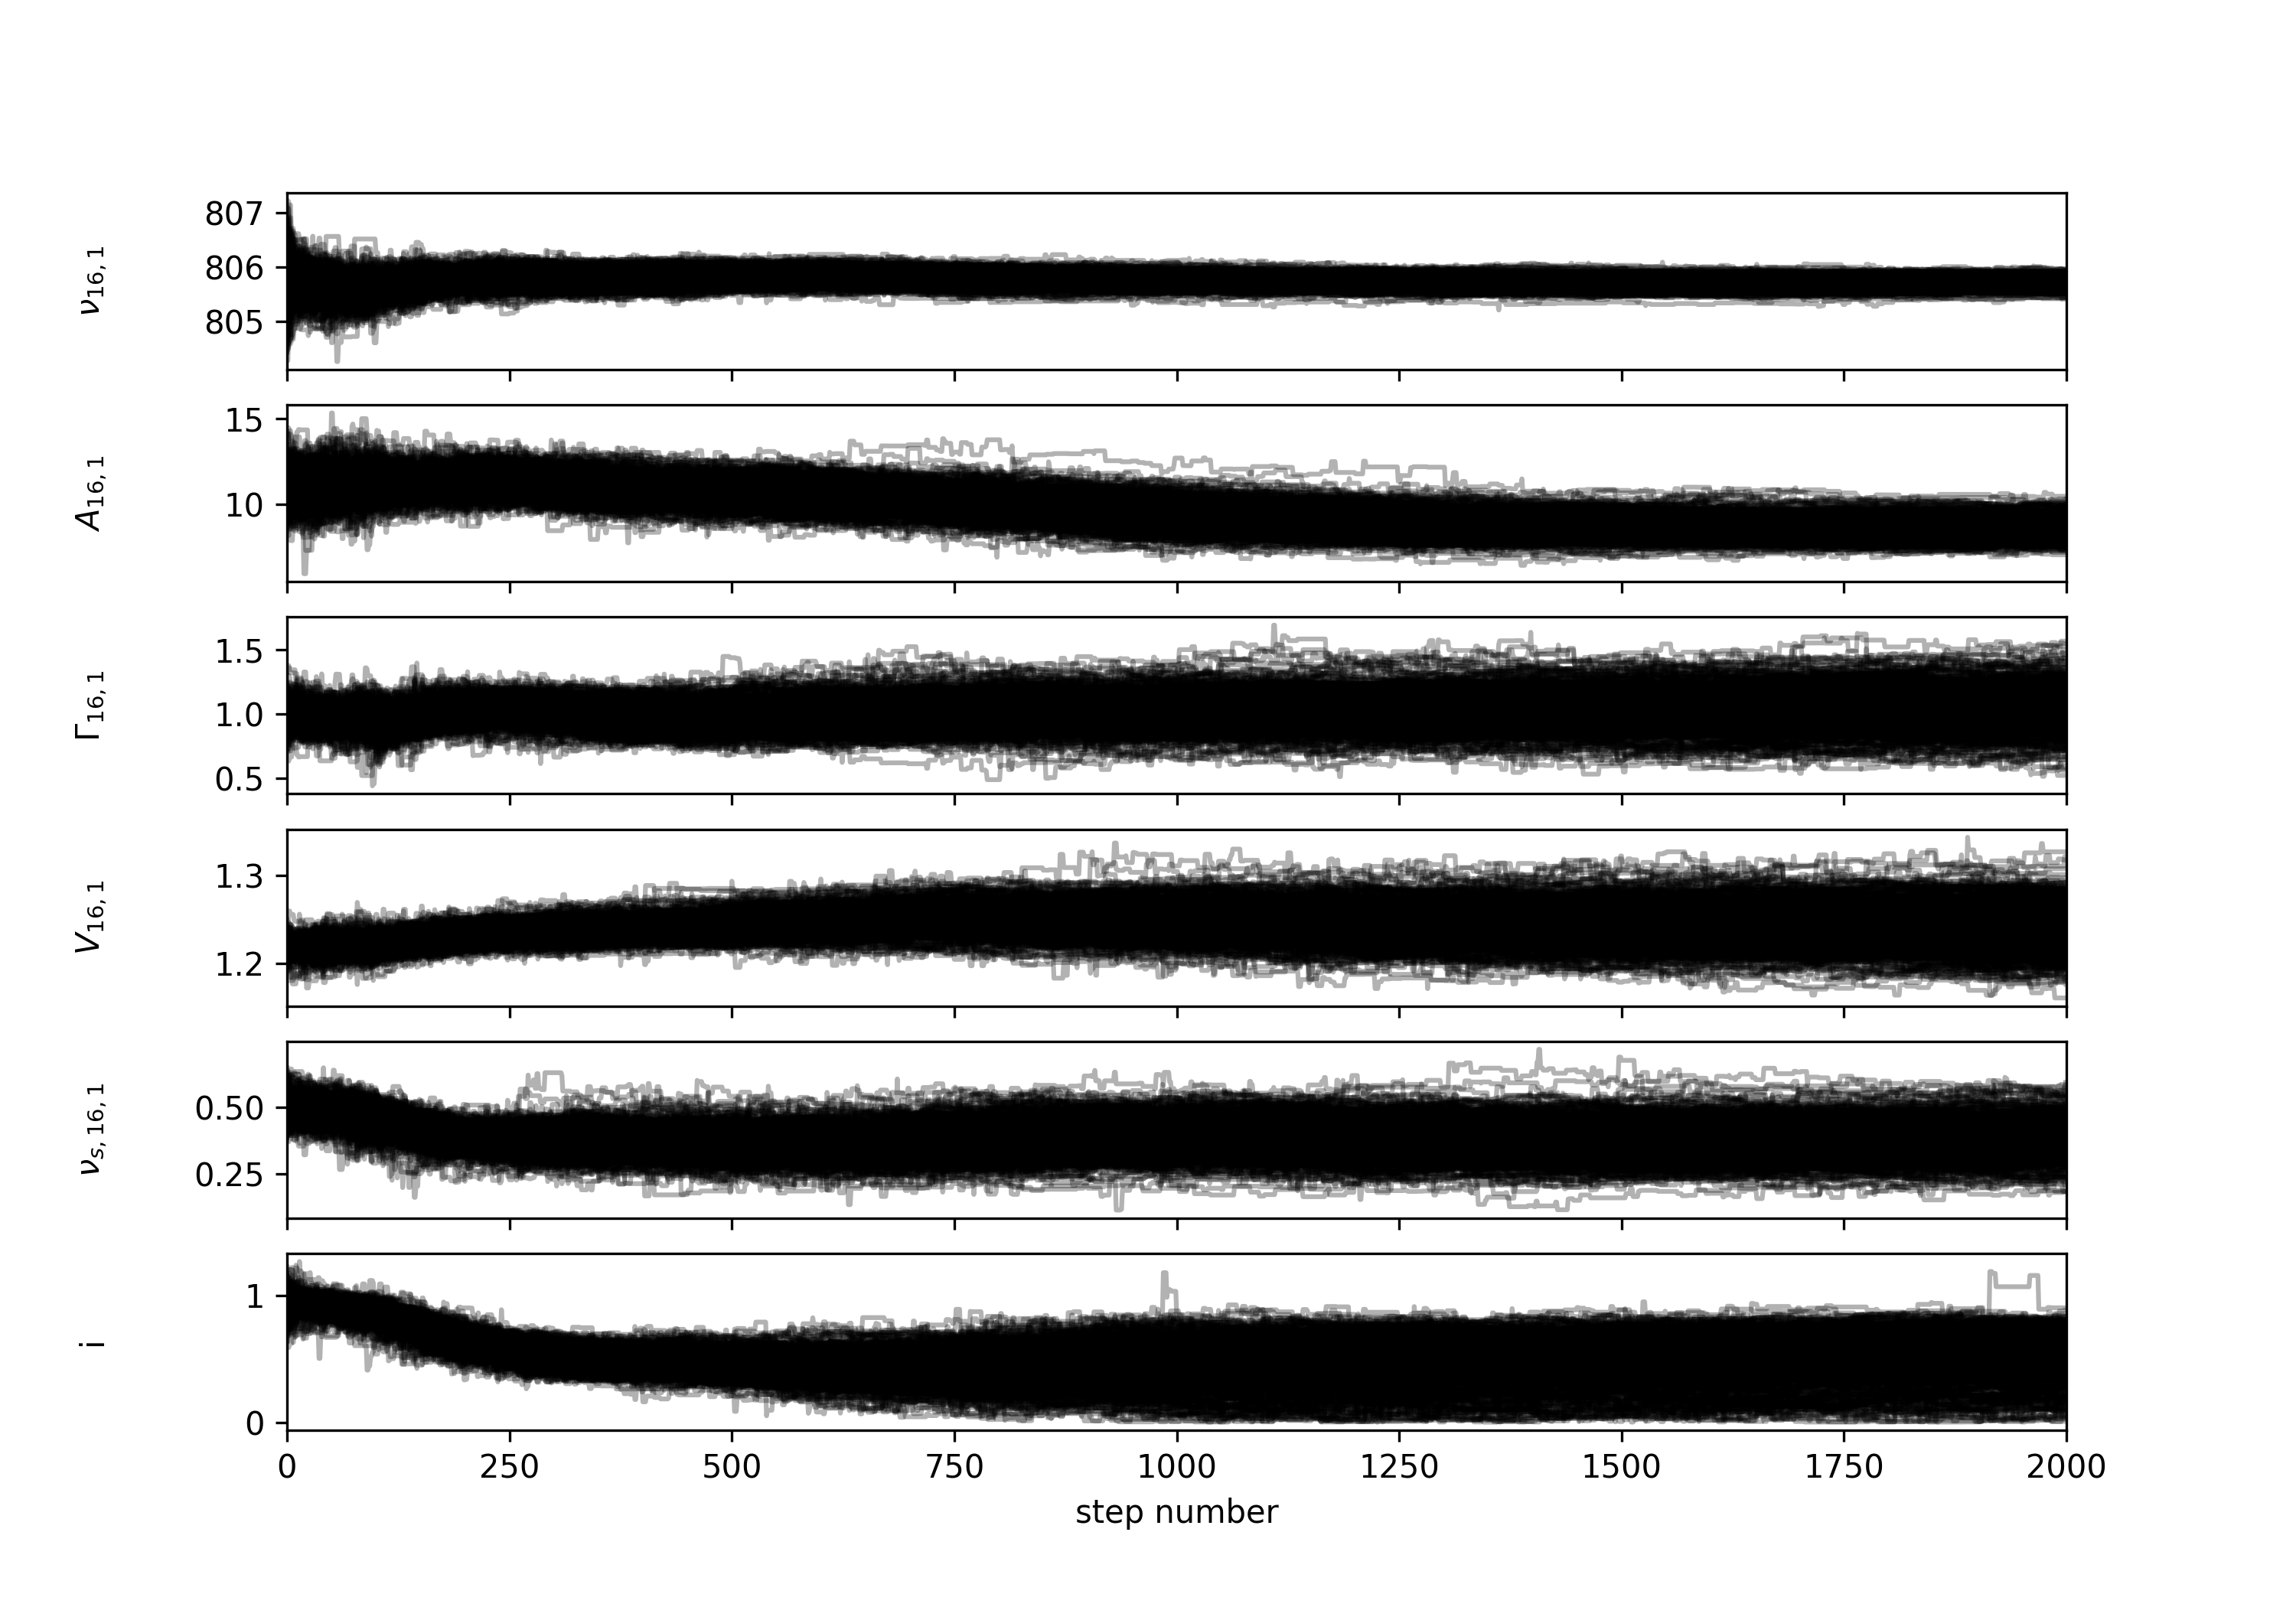 807
806
805
ν16, 1
15
10
A16, 1
1.5
1.0
0.5
Γ16, 1
1.3
1.2
V16, 1
0.50
0.25
νs, 16, 1
1
0
i
0 250 500 750 1000 1250 1500 1750 2000
step number